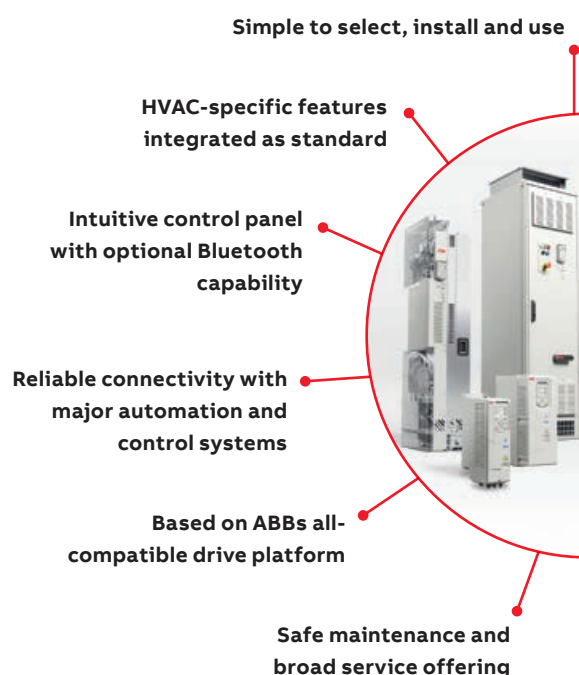 Simple to select, install and use
HVAC-specific features
integrated as standard
Intuitive control panel
with optional Bluetooth
capability
Reliable connectivity with
major automation and
control systems
Based on ABBs all-
compatible drive platform
Safe maintenance and
broad service offering